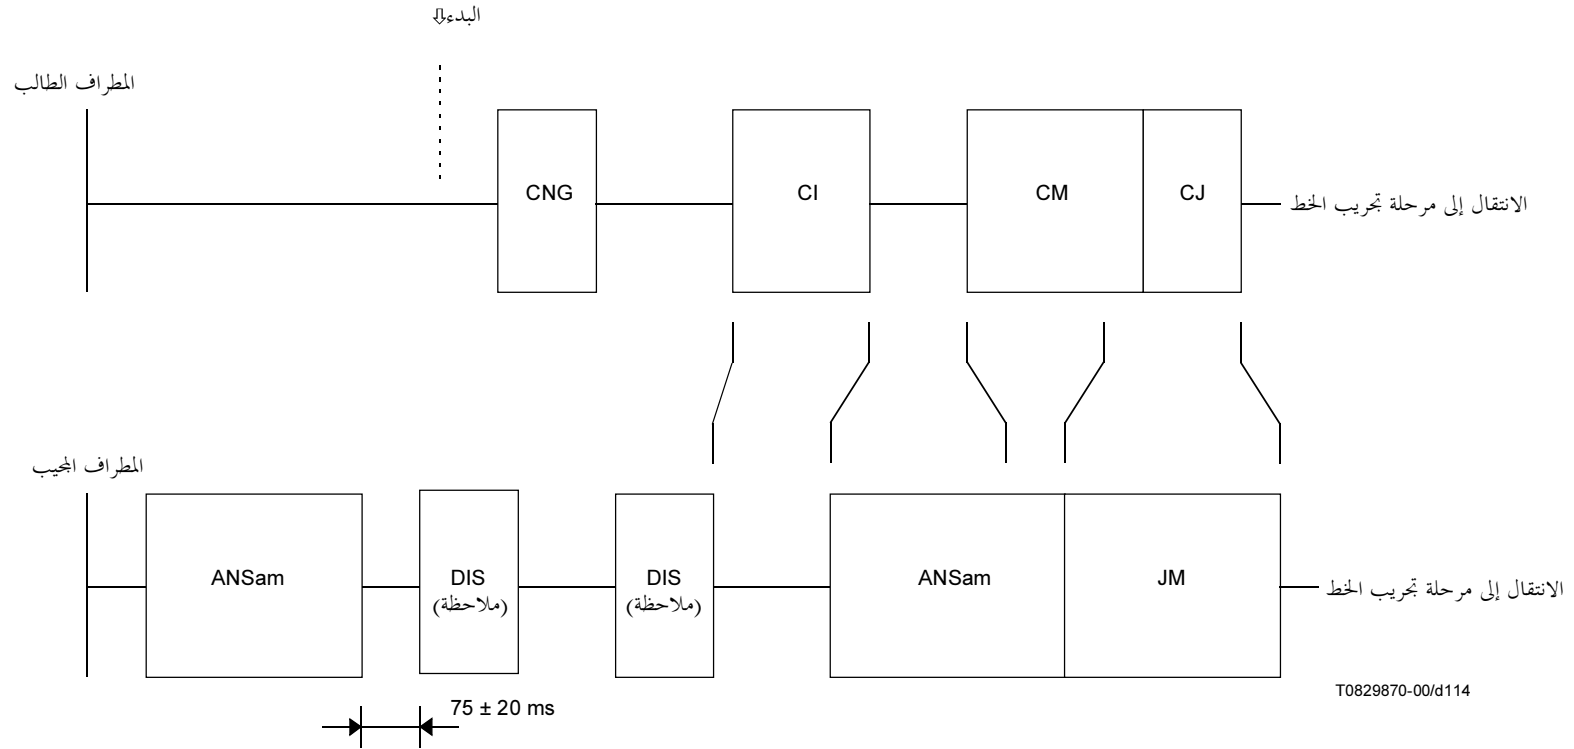 البدء⇩
المطراف الطالب
CNG
CI
CM
CJ
الانتقال إلى مرحلة تجريب الخط
المطراف المجيب
ANSam
DIS
(ملاحظة)
DIS
(ملاحظة)
ANSam
JM
الانتقال إلى مرحلة تجريب الخط
75 ± 20 ms
T0829870-00/d114